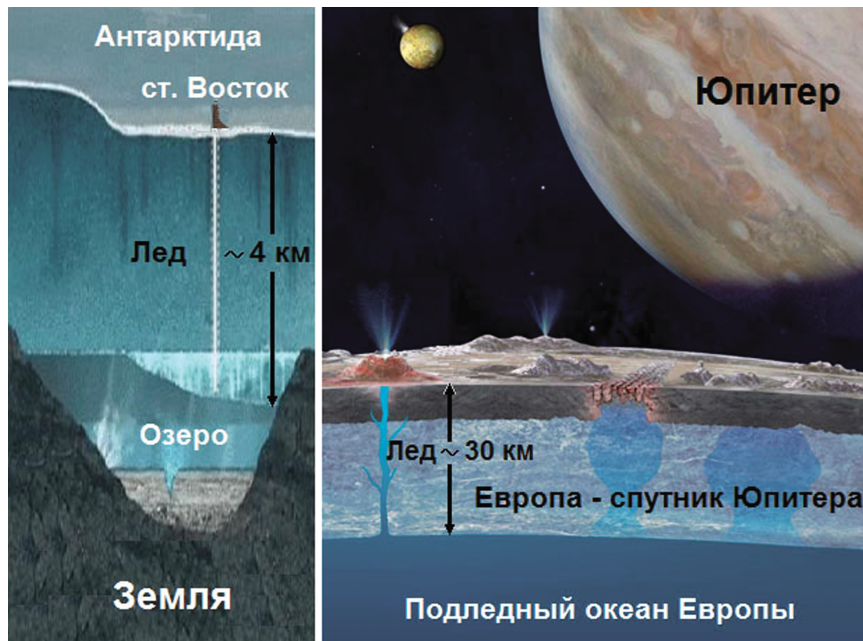 Антарктида
ст. Восток
Лед ~ 4 км
Озеро
Земля
Юпитер
Лед ~ 30 км
Европа - спутник Юпитера
Подледный океан Европы